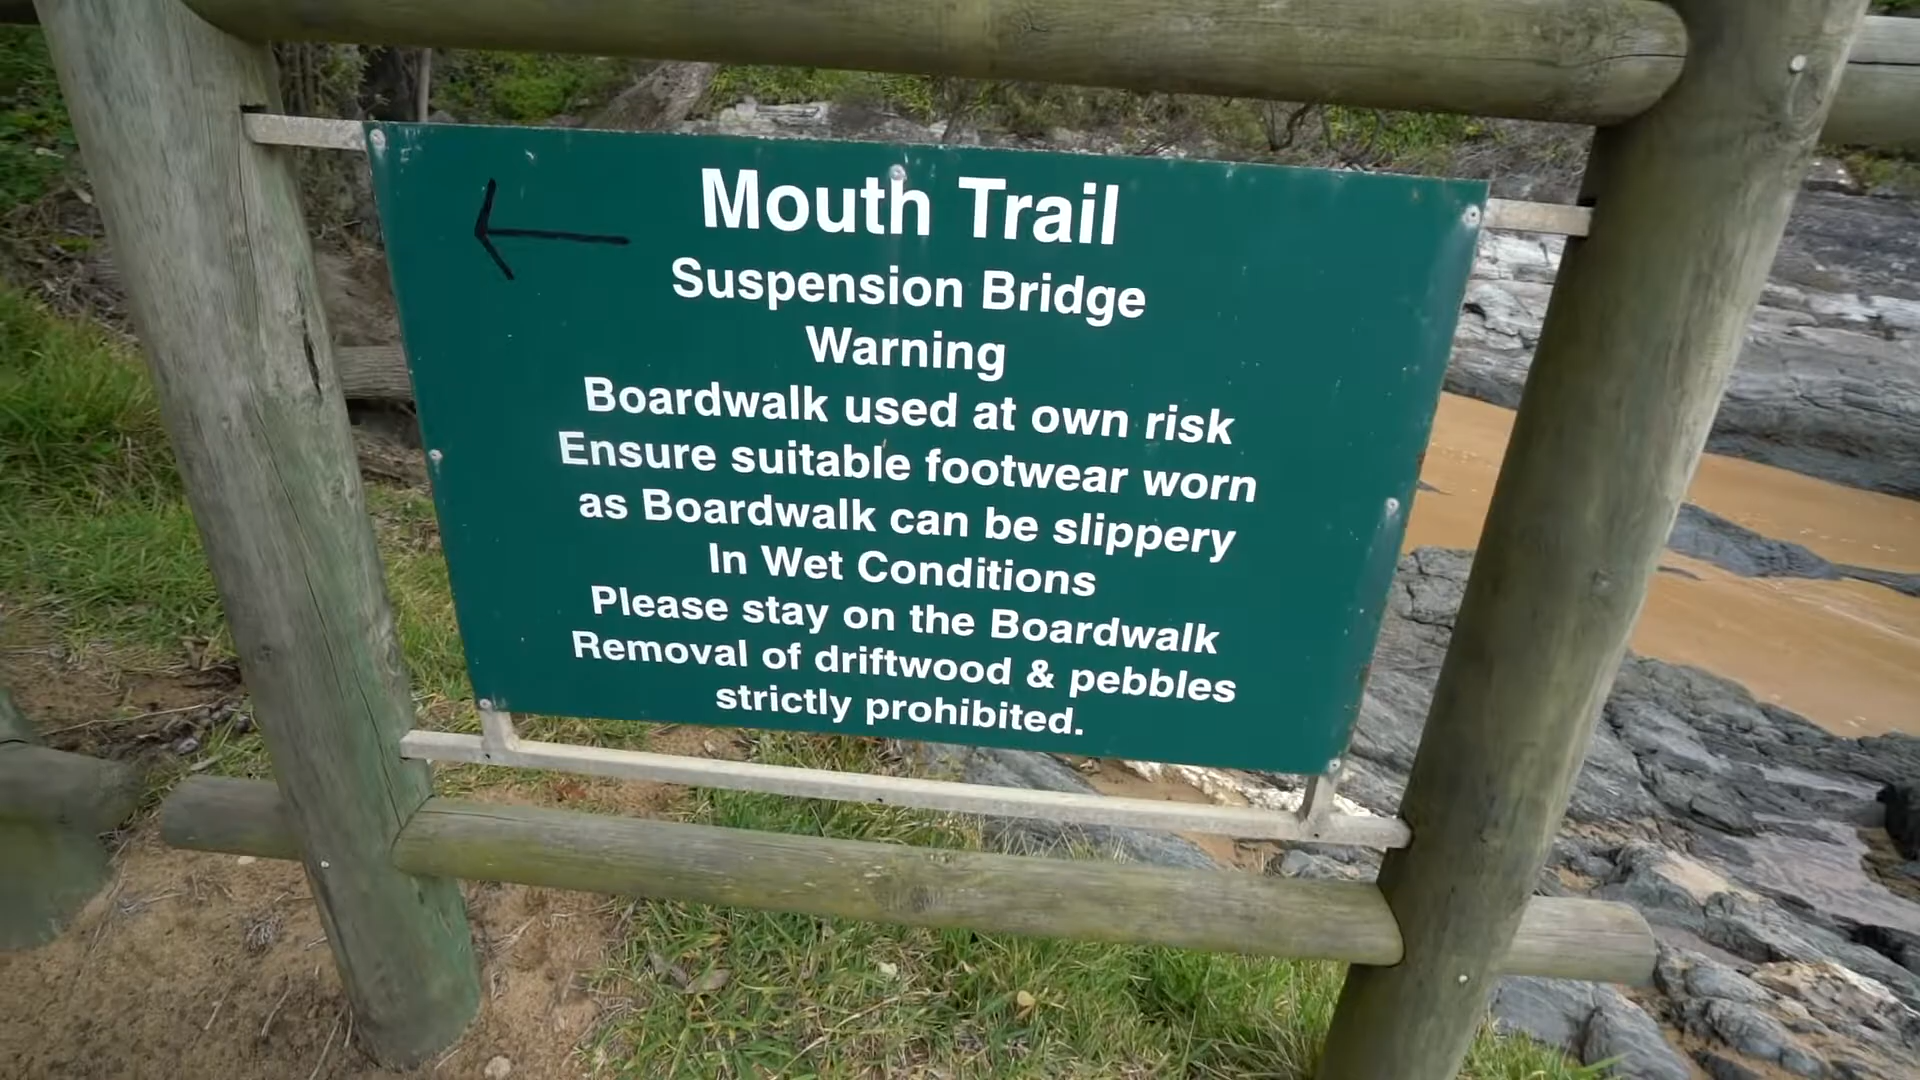 Mouth Trail
Suspension Bridge
Warning
Boardwalk used at own risk
Ensure suitable footwear worn
as Boardwalk can be slippery
In Wet Conditions
Please stay on the Boardwalk
Removal of driftwood & pebbles
strictly prohibited.